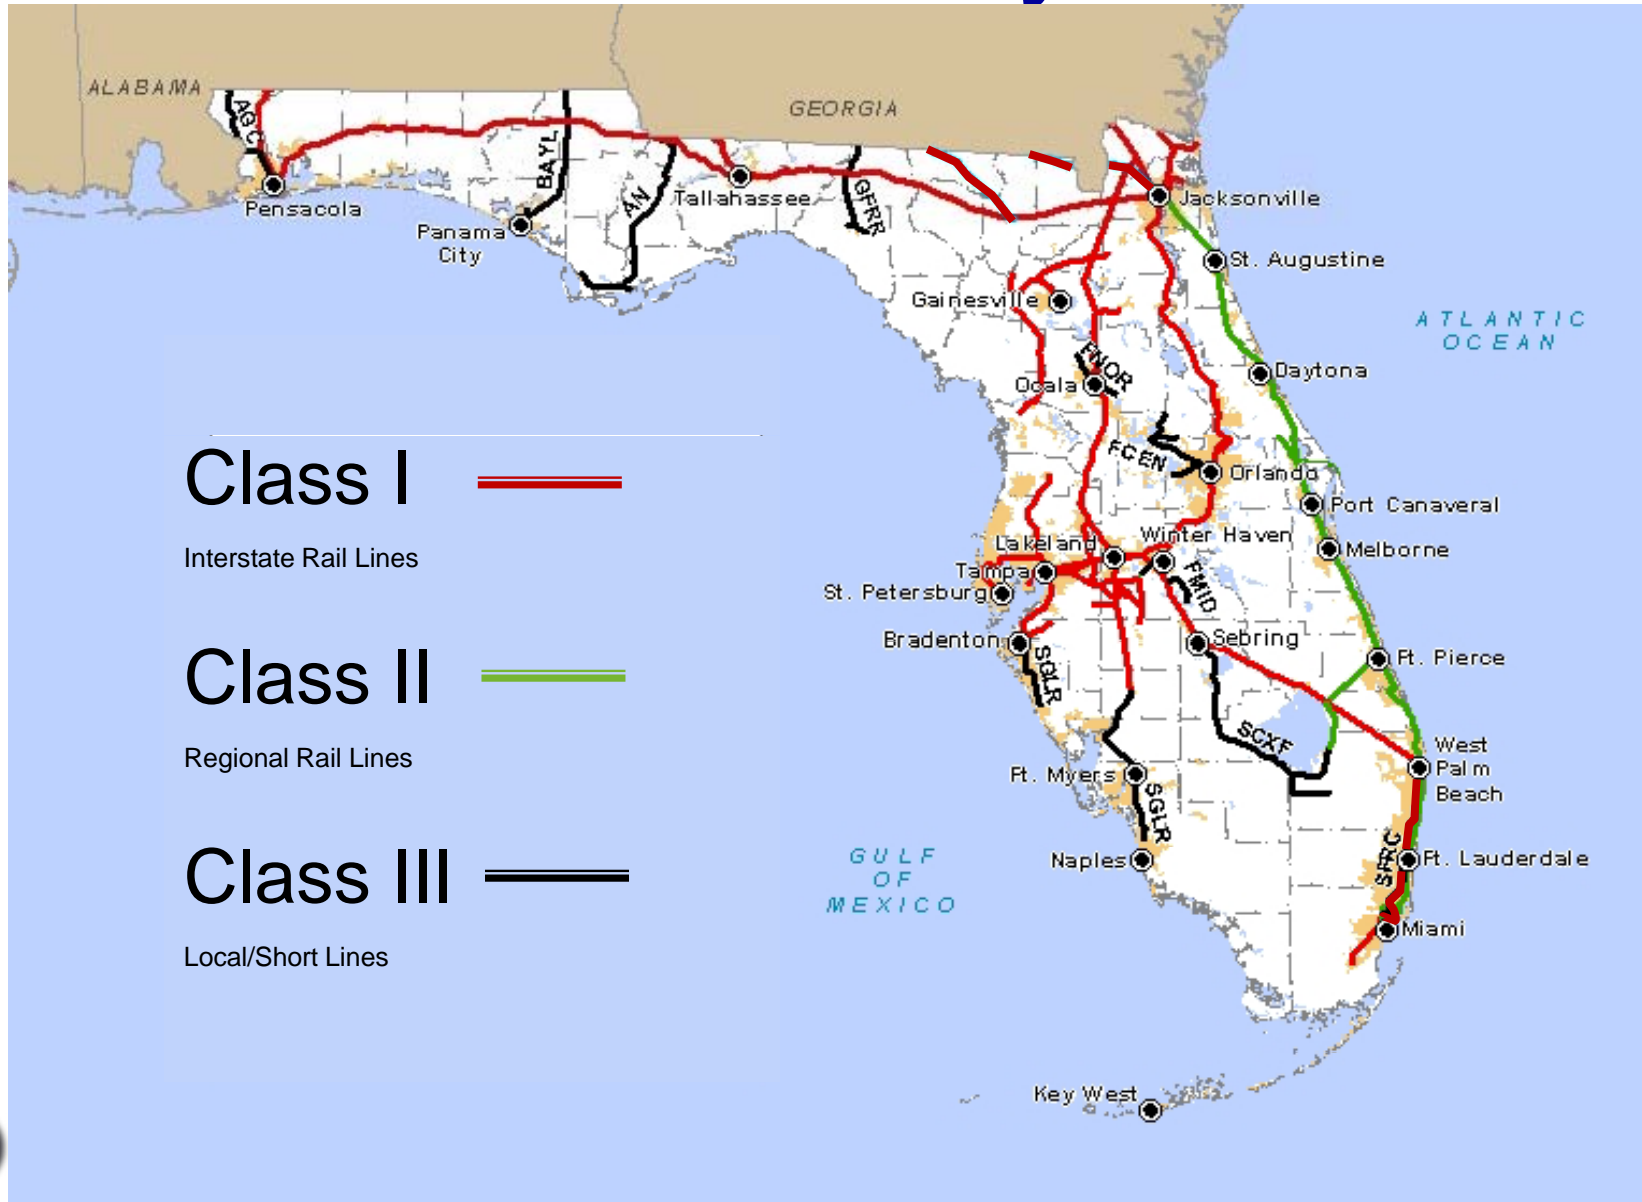 ALABAMA
GEORGIA
AGC
BAYL
AN
GFRR
Pensacola
Panama
City
Tallahassee
Jacksonville
St. Augustine
Gainesville
ATLANTIC
OCEAN
FNOR
Ocala
Daytona
FCEN
Orlando
Port Canaveral
Winter Haven
Lakeland
Melborne
Tampa
St. Petersburg
FMID
Bradenton
Sebring
SGLR
Ft. Pierce
SCXF
West
Palm
Beach
Ft. Myers
SGLR
Naples
SFRC
Ft. Lauderdale
GULF
OF
MEXICO
Miami
Key West
Class I
Interstate Rail Lines
Class II
Regional Rail Lines
Class III
Local/Short Lines